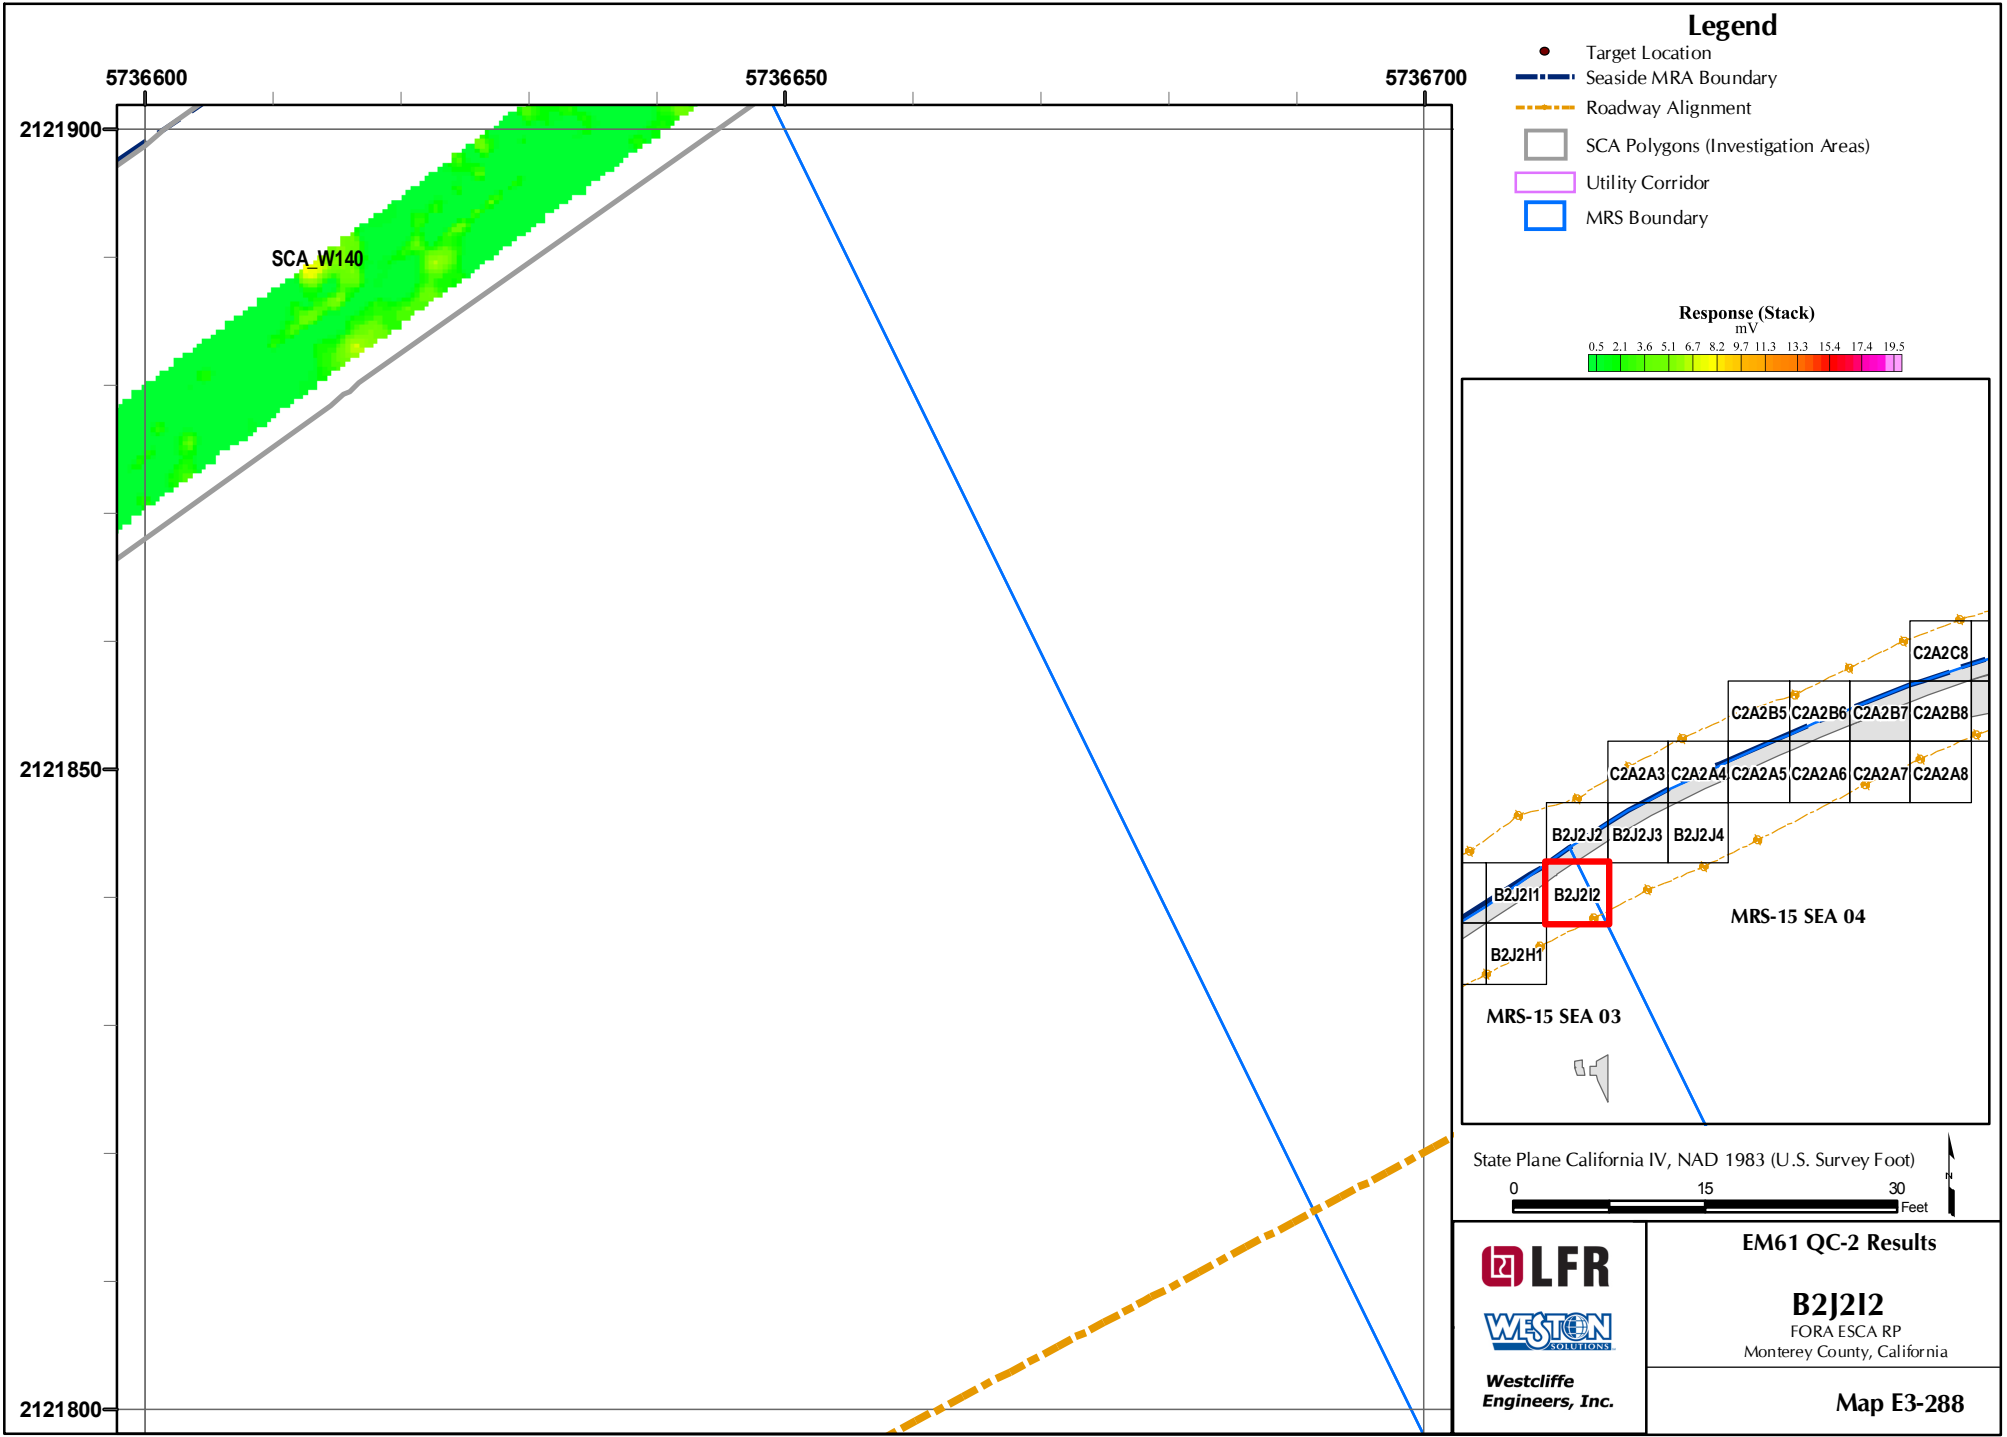 Legend
Target Location
Seaside MRA Boundary
Roadway Alignment
SCA Polygons (Investigation Areas)
Utility Corridor
MRS Boundary
5736600 5736650 5736700
2121900
SCA_W140
2121850
2121800
Response (Stack)
mV
0.5 2.1 3.6 5.1 6.7 8.2 9.7 11.3 13.3 15.4 17.4 19.5
C2A2C8
C2A2B5 C2A2B6 C2A2B7 C2A2B8
C2A2A3 C2A2A4 C2A2A5 C2A2A6 C2A2A7 C2A2A8
B2J2J2 B2J2J3 B2J2J4
B2J2I1 B2J2I2
MRS-15 SEA 04
B2J2H1
MRS-15 SEA 03
State Plane California IV, NAD 1983 (U.S. Survey Foot)
N
0 15 30
Feet
LFR
WESTON
SOLUTIONS
Westcliffe
Engineers, Inc.
EM61 QC-2 Results
B2J2I2
FORA ESCA RP
Monterey County, California
Map E3-288